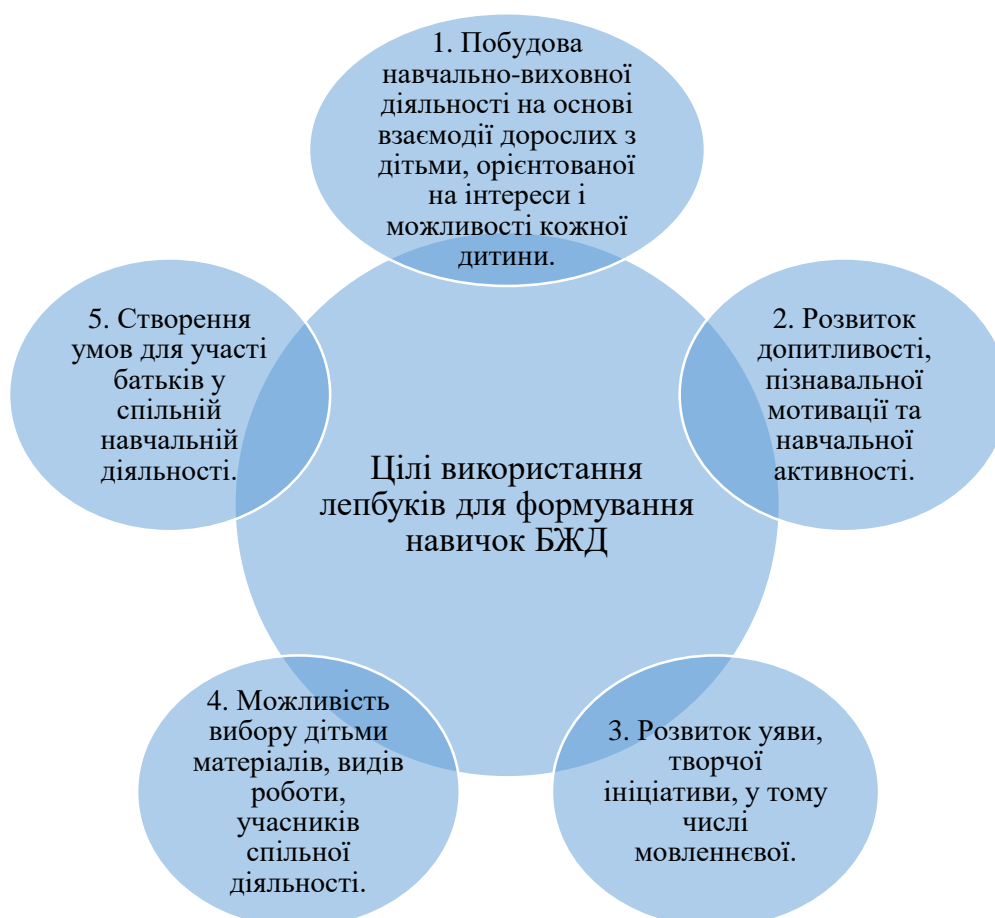 1. Побудова
навчально-виховної
діяльності на основі
взаємодії дорослих з
дітьми, орієнтованої
на інтереси і
можливості кожної
дитини.
2. Розвиток
допитливості,
пізнавальної
мотивації та
навчальної
активності.
3. Розвиток уяви,
творчої
ініціативи, у тому
числі
мовленнєвої.
4. Можливість
вибору дітьми
матеріалів, видів
роботи,
учасників
спільної
діяльності.
5. Створення
умов для участі
батьків у
спільній
навчальній
діяльності.
Цілі використання
лепбуків для формування
навичок БЖД